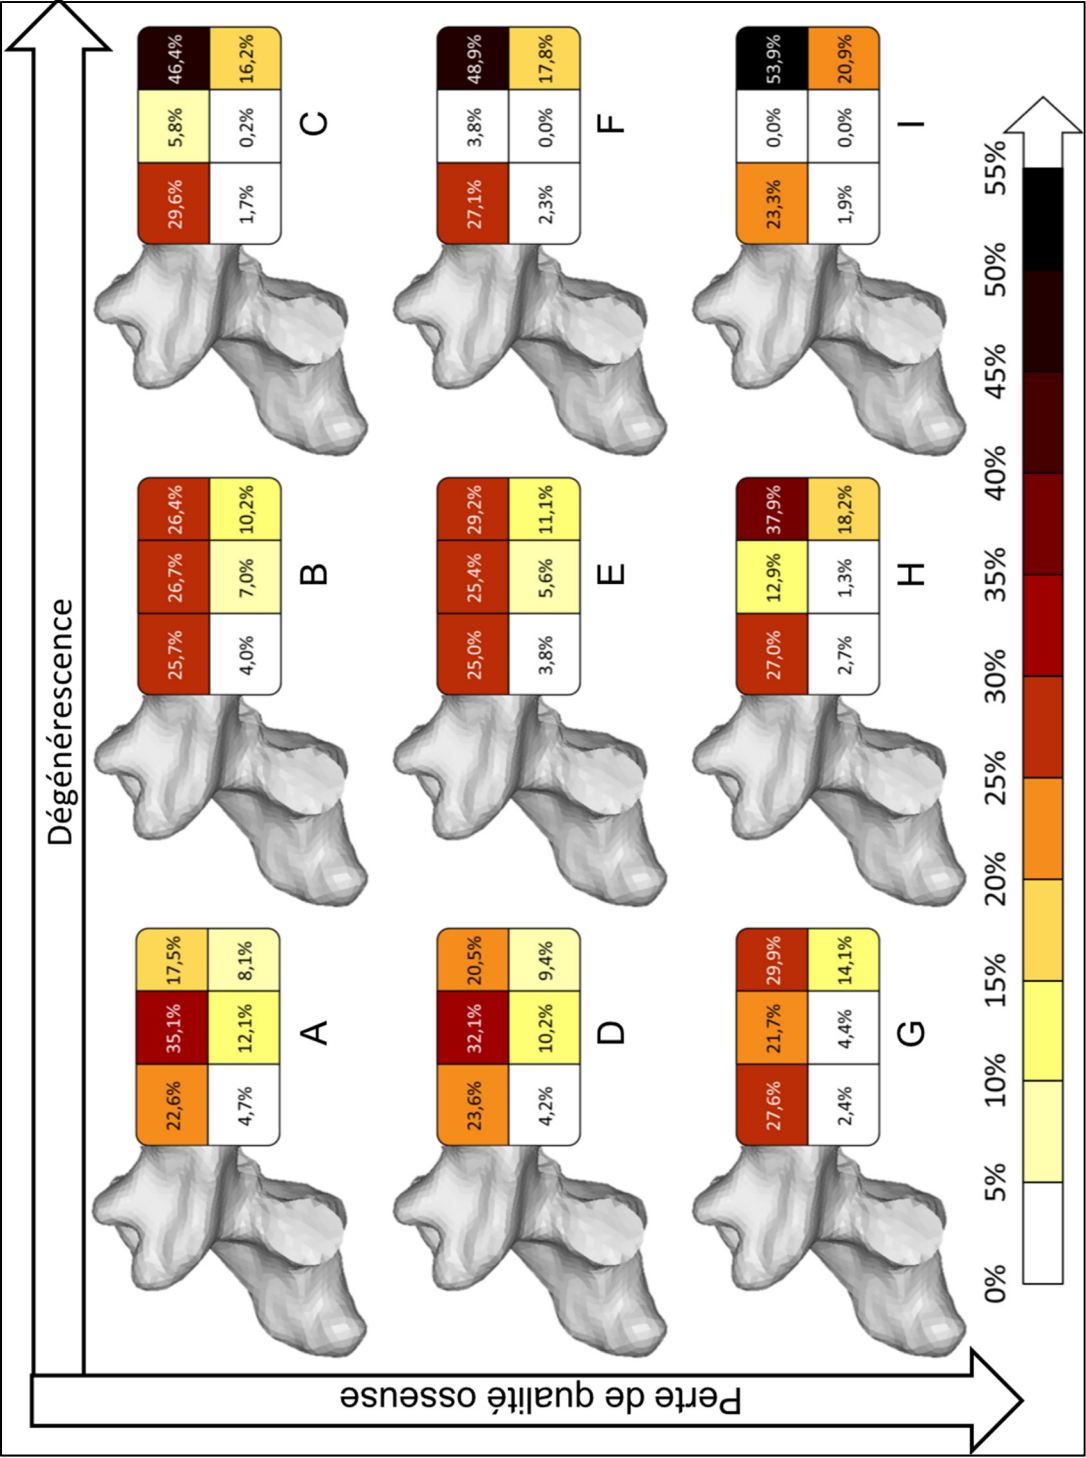 Dégénérescence
Perte de qualité osseuse
22,6% 35,1% 17,5%
4,7% 12,1% 8,1%
A
25,7% 26,7% 26,4%
4,0% 7,0% 10,2%
B
29,6% 5,8% 46,4%
1,7% 0,2% 16,2%
C
23,6% 32,1% 20,5%
4,2% 10,2% 9,4%
D
25,0% 25,4% 29,2%
3,8% 5,6% 11,1%
E
27,1% 3,8% 48,9%
2,3% 0,0% 17,8%
F
27,6% 21,7% 29,9%
2,4% 4,4% 14,1%
G
27,0% 12,9% 37,9%
2,7% 1,3% 18,2%
H
23,3% 0,0% 53,9%
1,9% 0,0% 20,9%
I
0% 5% 10% 15% 20% 25% 30% 35% 40% 45% 50% 55%